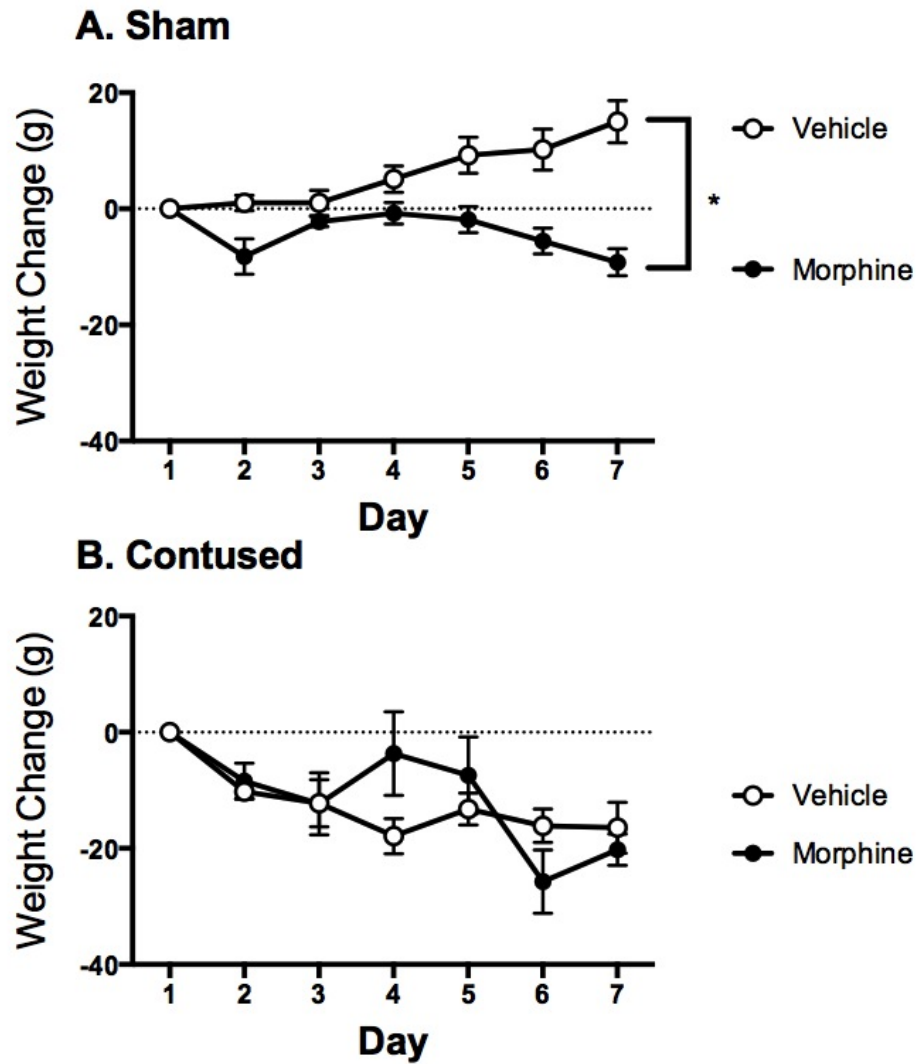 A. Sham
Weight Change (g)
20
0
-20
-40
1 2 3 4 5 6 7
Day
Vehicle
*
Morphine
B. Contused
Weight Change (g)
20
0
-20
-40
1 2 3 4 5 6 7
Day
Vehicle
Morphine